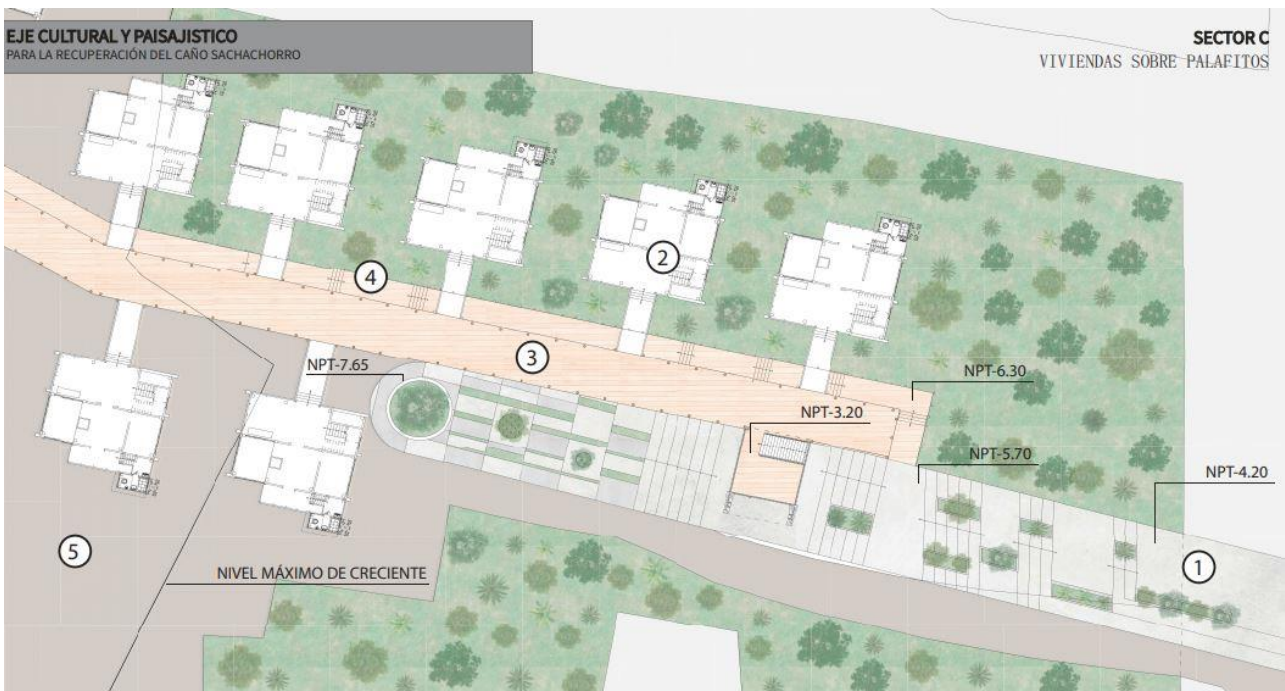 EJE CULTURAL Y PAISAJISTICO
PARA LA RECUPERACIÓN DEL CAÑO SACHACHORRO
SECTOR C
VIVIENDAS SOBRE PALAFITOS
2
4
3
NPT-7.65
NPT-6.30
NPT-3.20
NPT-5.70
NPT-4.20
5
NIVEL MÁXIMO DE CRECIENTE
1